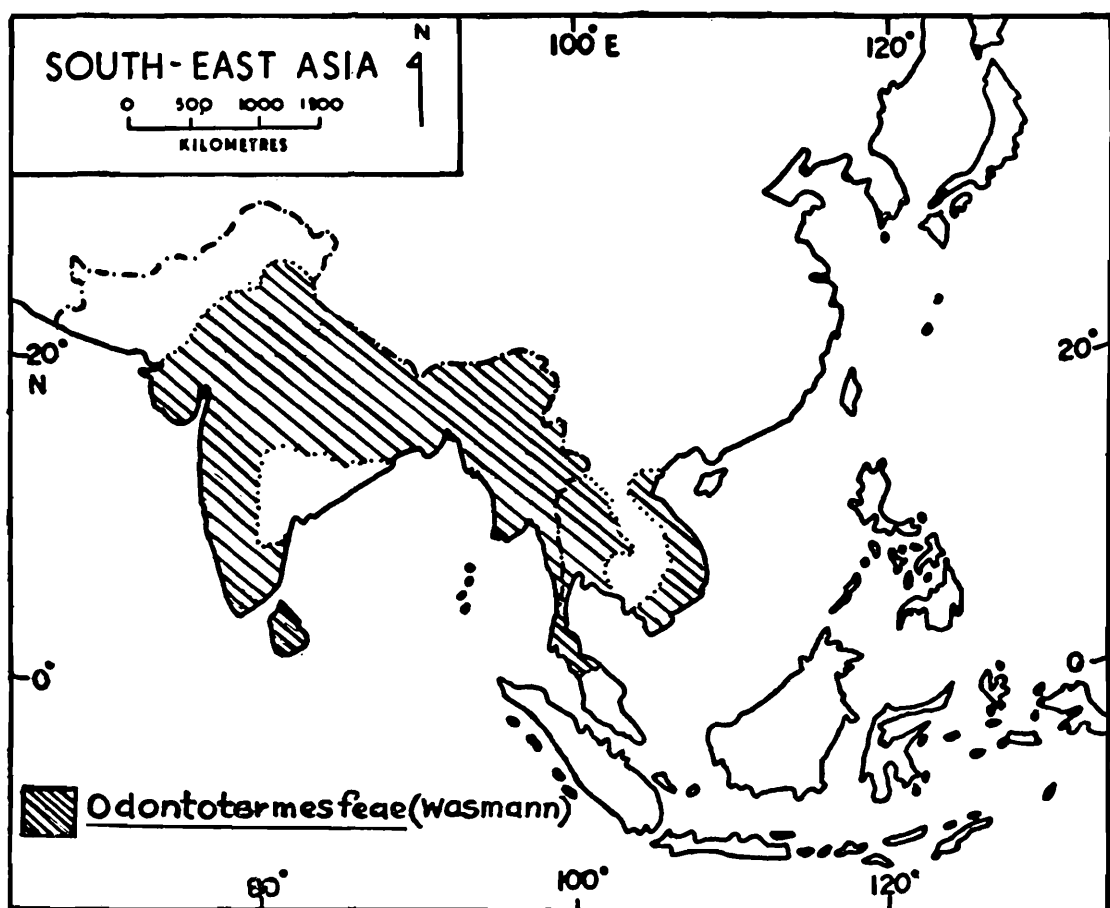 N
SOUTH-EAST ASIA
0 500 1000 1500
KILOMETRES
100° E
120°
20°
N
20°
0°
0
Odontotermes feae (Wasmann)
80°
100°
120°